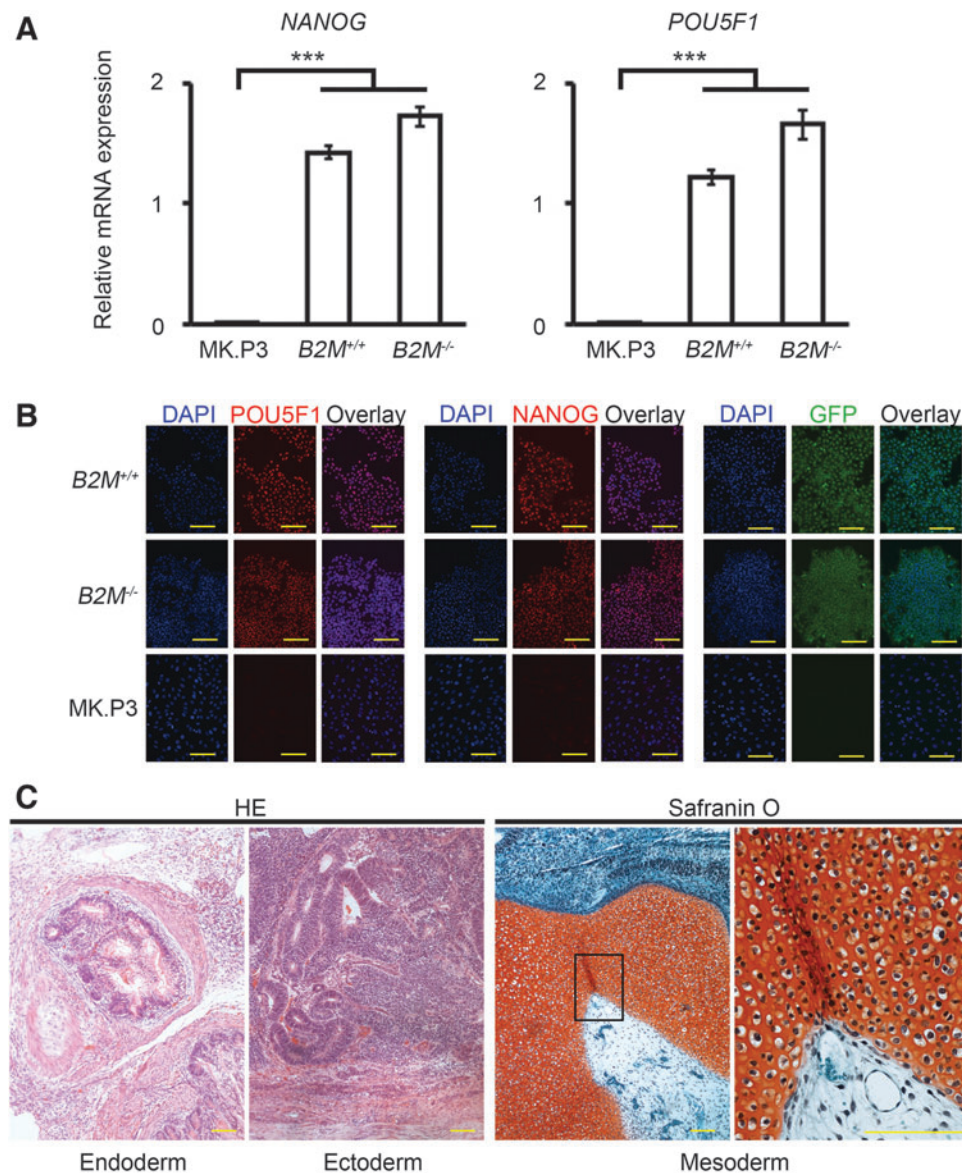 A
NANOG
POU5F1
***
***
Relative mRNA expression
2
1
0
2
1
0
MK.P3 B2M+/+ B2M-/-
MK.P3 B2M+/+ B2M-/-
B
DAPI POU5F1 Overlay DAPI NANOG Overlay DAPI GFP Overlay
B2M+/+
B2M-/-
MK.P3
C
HE
Safranin O
Endoderm Ectoderm Mesoderm